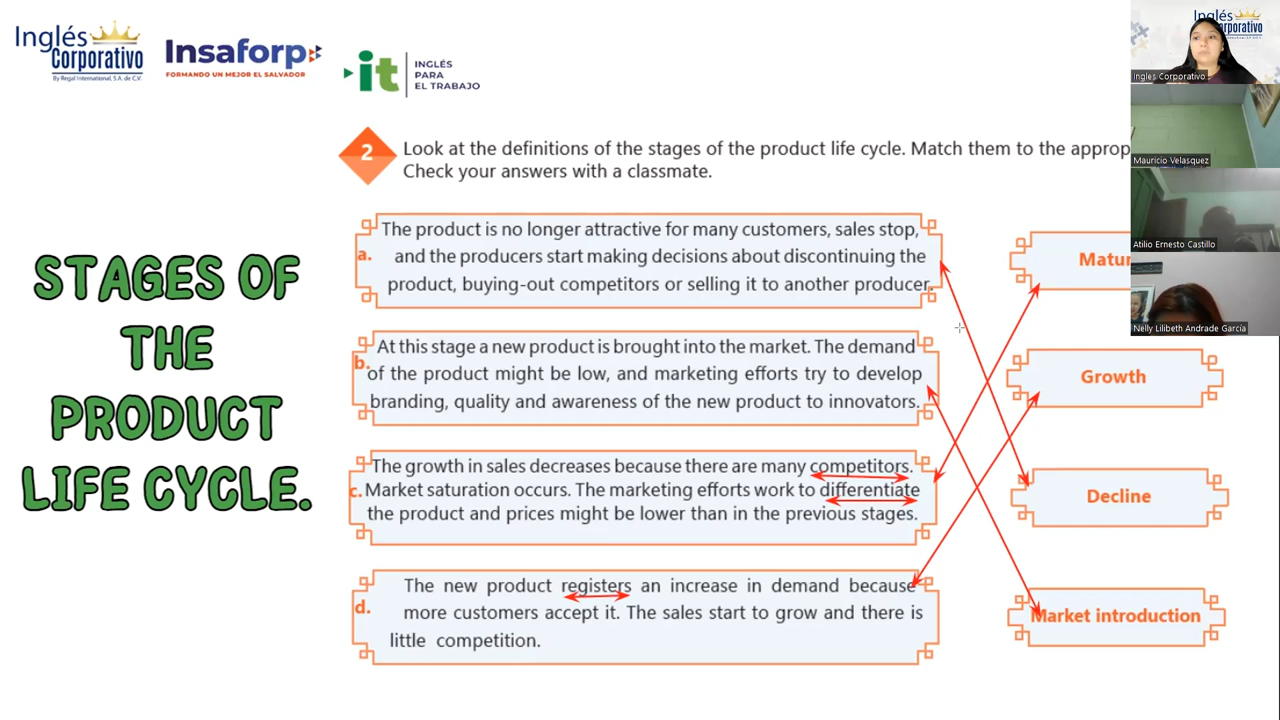 Inglés
Corporativo
By Regal International, S.A. de C.V.
Insaforp
FORMANDO UN MEJOR EL SALVADOR
it
INGLÉS
PARA
EL TRABAJO
STAGES OF
THE
PRODUCT
LIFE CYCLE.
2
Look at the definitions of the stages of the product life cycle. Match them to the approp
Check your answers with a classmate.
a.
The product is no longer attractive for many customers, sales stop,
and the producers start making decisions about discontinuing the
product, buying-out competitors or selling it to another producer.
b.
At this stage a new product is brought into the market. The demand
of the product might be low, and marketing efforts try to develop
branding, quality and awareness of the new product to innovators.
c.
The growth in sales decreases because there are many competitors.
Market saturation occurs. The marketing efforts work to differentiate
the product and prices might be lower than in the previous stages.
d.
The new product registers an increase in demand because
more customers accept it. The sales start to grow and there is
little competition.
Matur
Growth
Decline
Market introduction
Inglés
Corporativo
Ingles Corporativo
Mauricio Velasquez
Atilio Ernesto Castillo
Nelly Lilibeth Andrade García